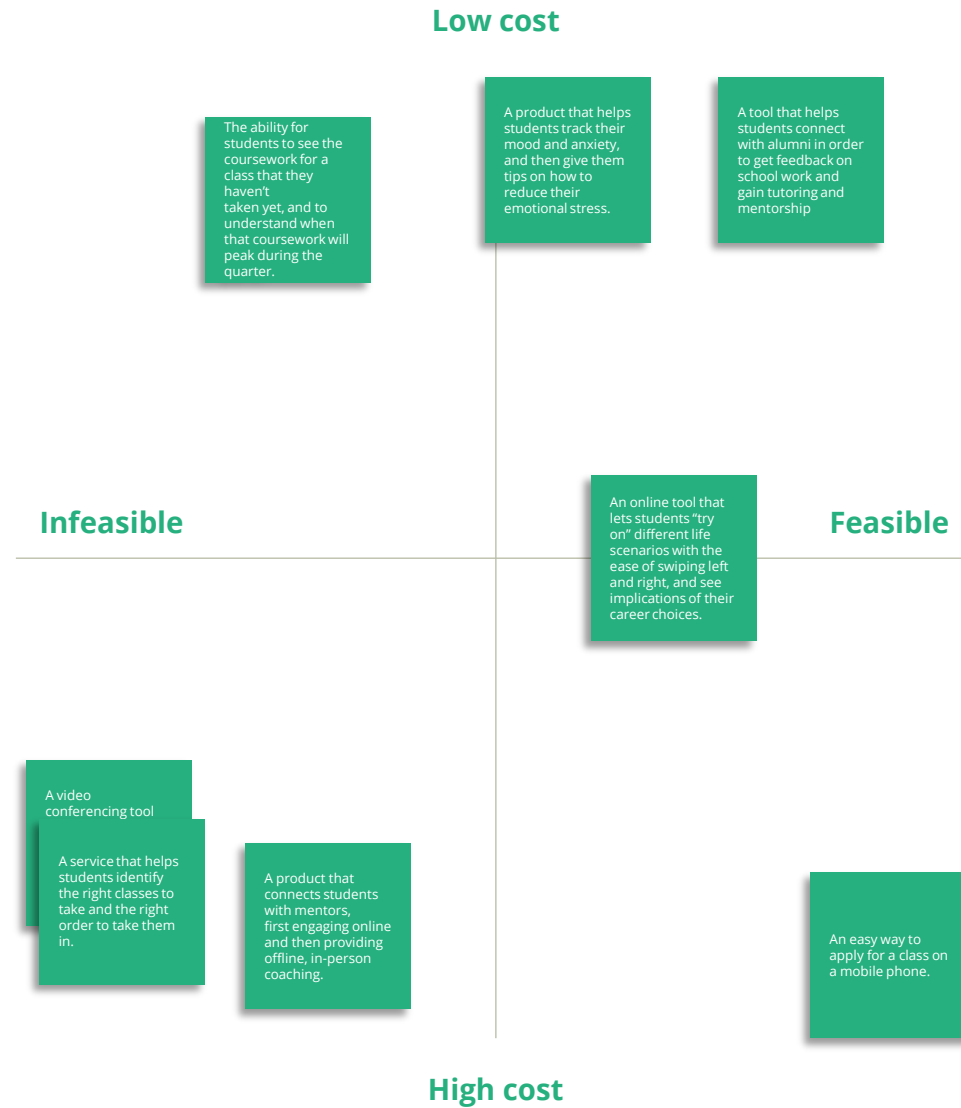 Low cost
The ability for
students to see the
coursework for a
class that they
haven't
taken yet, and to
understand when
that coursework will
peak during the
quarter.
A product that helps
students track their
mood and anxiety,
and then give them
tips on how to
reduce their
emotional stress.
A tool that helps
students connect
with alumni in order
to get feedback on
school work and
gain tutoring and
mentorship
Infeasible
An online tool that
lets students “try
on” different life
scenarios with the
ease of swiping left
and right, and see
implications of their
career choices.
Feasible
A video
conferencing tool
A service that helps
students identify
the right classes to
take and the right
order to take them
in.
A product that
connects students
with mentors,
first engaging online
and then providing
offline, in-person
coaching.
An easy way to
apply for a class on
a mobile phone.
High cost